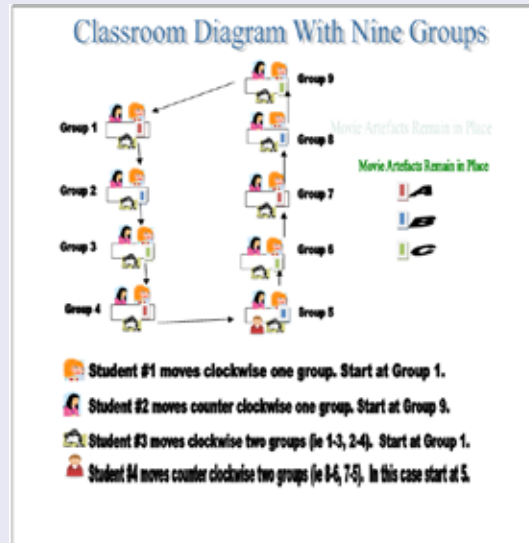 Classroom Diagram With Nine Groups
Group 9
Group 1
Group 8
Movie Artefacts Remain in Place
Movie Artefacts Remain in Place
Group 2
Group 7
A
B
Group 3
Group 6
C
Group 4
Group 5
Student #1 moves clockwise one group. Start at Group 1.
Student #2 moves counter clockwise one group. Start at Group 9.
Student #3 moves clockwise two groups (ie 1-3, 2-4). Start at Group 1.
Student #4 moves counter clockwise two groups (ie 8-6, 7-5). In this case start at 5.